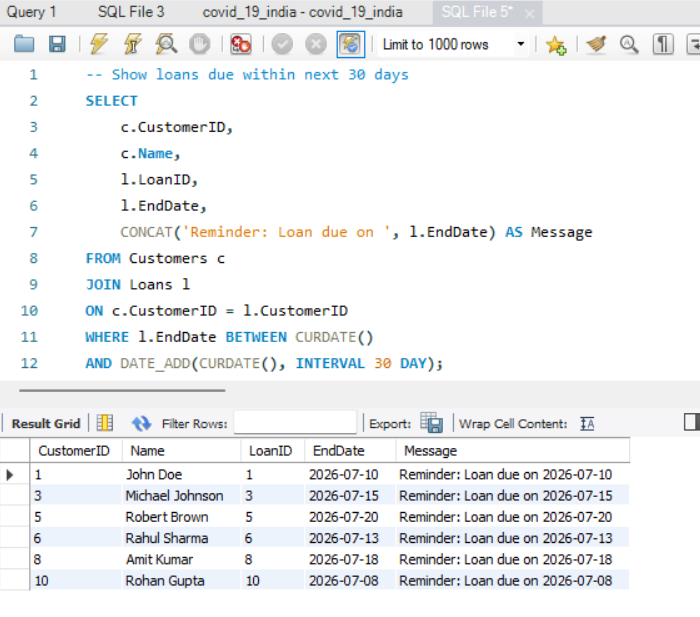 Query 1 SQL File 3 covid_19_india - covid_19_india SQL File 5* ×
Limit to 1000 rows
1 -- Show loans due within next 30 days
2 SELECT
3 c.CustomerID,
4 c.Name,
5 l.LoanID,
6 l.EndDate,
7 CONCAT('Reminder: Loan due on ', l.EndDate) AS Message
8 FROM Customers c
9 JOIN Loans l
10 ON c.CustomerID = l.CustomerID
11 WHERE l.EndDate BETWEEN CURDATE()
12 AND DATE_ADD(CURDATE(), INTERVAL 30 DAY);
Result Grid Filter Rows: Export: Wrap Cell Content: IA
CustomerID Name LoanID EndDate Message
1 John Doe 1 2026-07-10 Reminder: Loan due on 2026-07-10
3 Michael Johnson 3 2026-07-15 Reminder: Loan due on 2026-07-15
5 Robert Brown 5 2026-07-20 Reminder: Loan due on 2026-07-20
6 Rahul Sharma 6 2026-07-13 Reminder: Loan due on 2026-07-13
8 Amit Kumar 8 2026-07-18 Reminder: Loan due on 2026-07-18
10 Rohan Gupta 10 2026-07-08 Reminder: Loan due on 2026-07-08